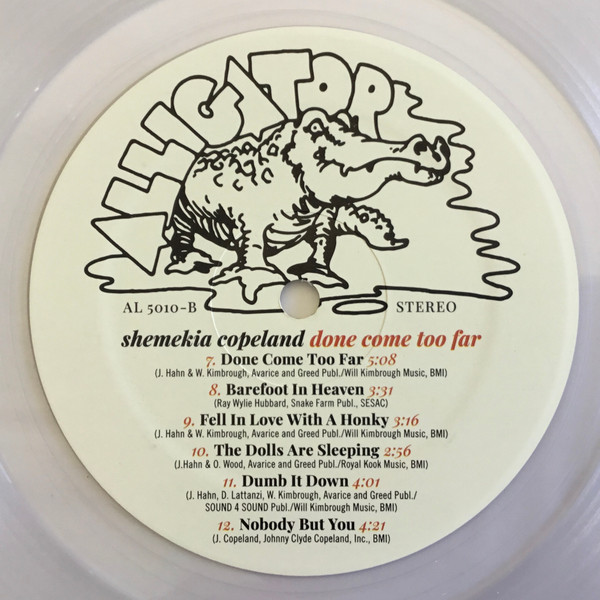 ALLIGATOR
AL 5010-B
STEREO
shemekia copeland done come too far
7. Done Come Too Far 5:08
(J. Hahn & W. Kimbrough, Avarice and Greed Publ./Will Kimbrough Music, BMI)
8. Barefoot In Heaven 3:31
(Ray Wylie Hubbard, Snake Farm Publ., SESAC)
9. Fell In Love With A Honky 3:16
(J. Hahn & W. Kimbrough, Avarice and Greed Publ./Will Kimbrough Music, BMI)
10. The Dolls Are Sleeping 2:56
(J.Hahn & O. Wood, Avarice and Greed Publ./Royal Kook Music, BMI)
11. Dumb It Down 4:01
(J. Hahn, D. Lattanzi, W. Kimbrough, Avarice and Greed Publ./
SOUND 4 SOUND Publ./Will Kimbrough Music, BMI)
12. Nobody But You 4:21
(J. Copeland, Johnny Clyde Copeland, Inc., BMI)